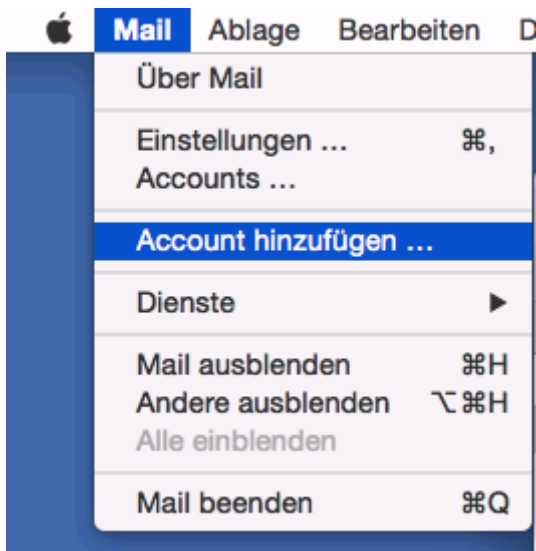 Mail Ablage Bearbeiten D
Über Mail
Einstellungen ... ⌘,
Accounts ...
Account hinzufügen ...
Dienste ▶
Mail ausblenden ⌘H
Andere ausblenden ⌥⌘H
Alle einblenden
Mail beenden ⌘Q